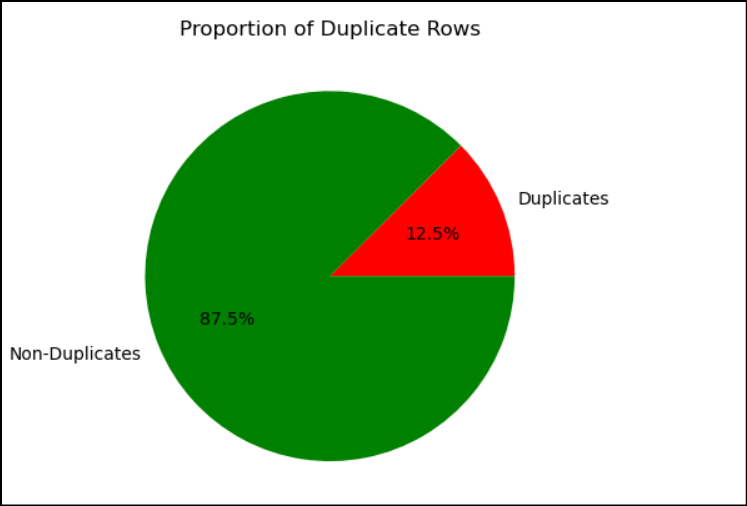 Proportion of Duplicate Rows
Duplicates
12.5%
87.5%
Non-Duplicates